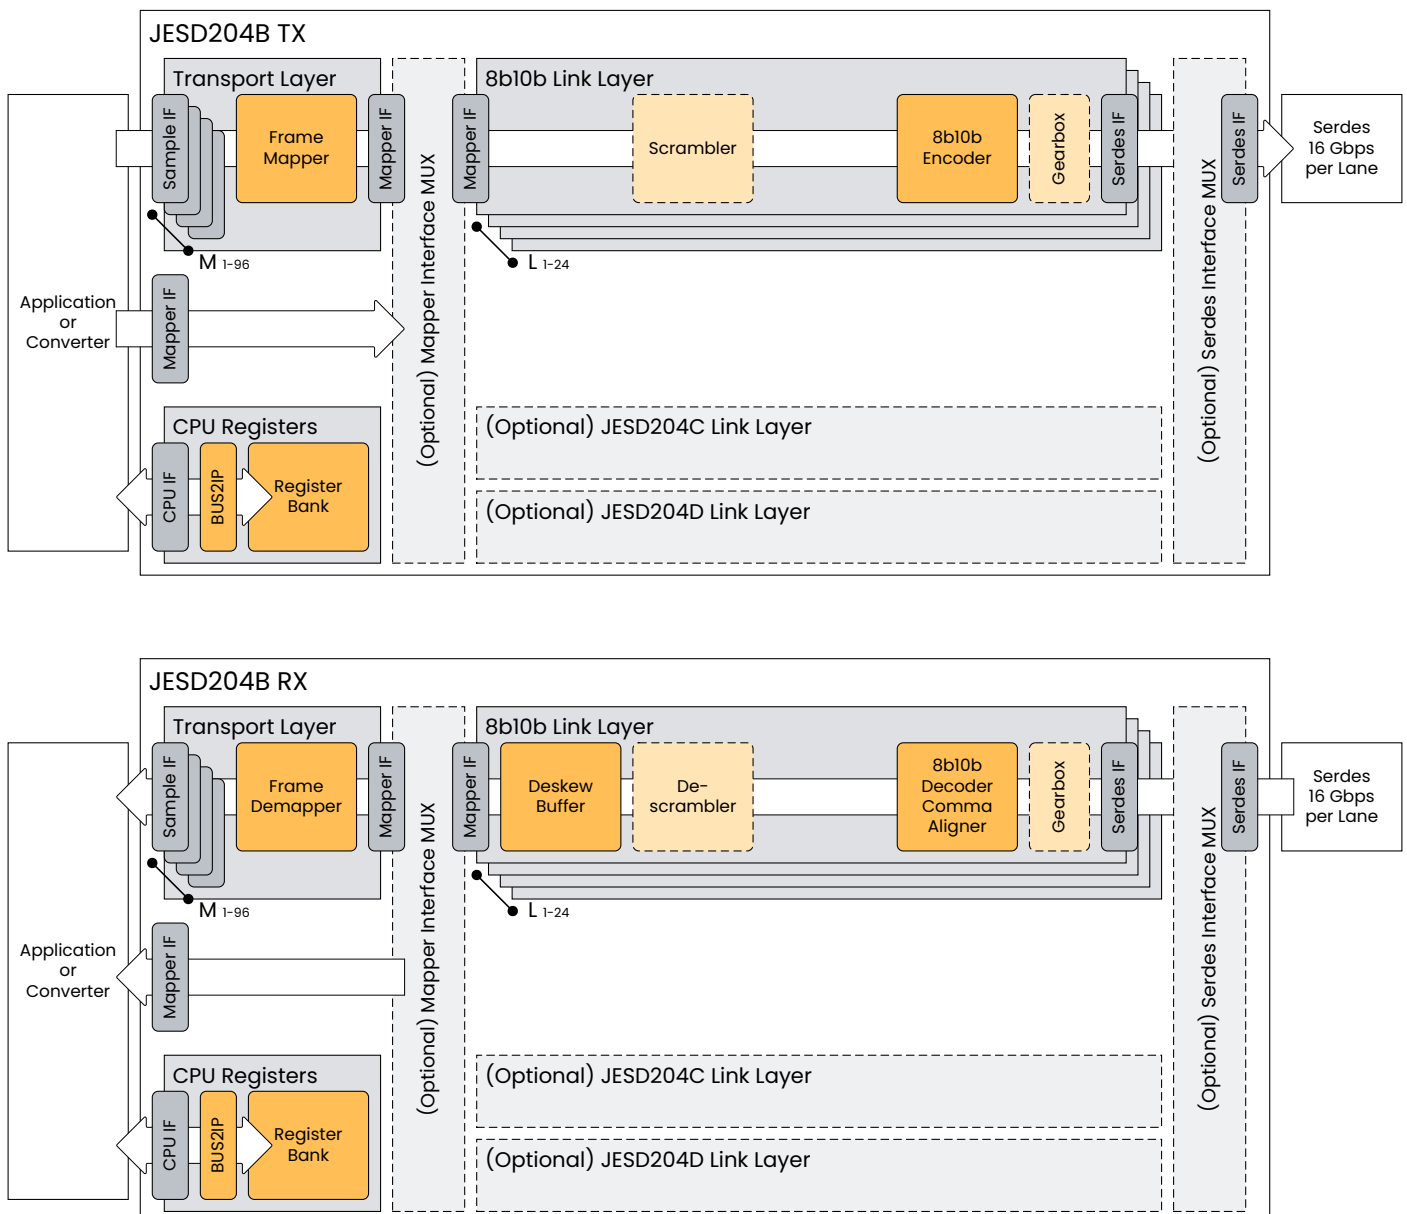 JESD204B TX
Transport Layer
8b10b Link Layer
Sample IF
Frame
Mapper
Mapper IF
(Optional) Mapper Interface MUX
Mapper IF
Scrambler
8b10b
Encoder
Gearbox
Serdes IF
(Optional) Serdes Interface MUX
Serdes IF
Serdes
16 Gbps
per Lane
M 1-96
L 1-24
Application
or
Converter
Mapper IF
CPU Registers
CPU IF
BUS2IP
Register
Bank
(Optional) JESD204C Link Layer
(Optional) JESD204D Link Layer
JESD204B RX
Transport Layer
8b10b Link Layer
Sample IF
Frame
Demapper
Mapper IF
(Optional) Mapper Interface MUX
Mapper IF
Deskew
Buffer
De-
scrambler
8b10b
Decoder
Comma
Aligner
Gearbox
Serdes IF
(Optional) Serdes Interface MUX
Serdes IF
Serdes
16 Gbps
per Lane
M 1-96
L 1-24
Application
or
Converter
Mapper IF
CPU Registers
CPU IF
BUS2IP
Register
Bank
(Optional) JESD204C Link Layer
(Optional) JESD204D Link Layer